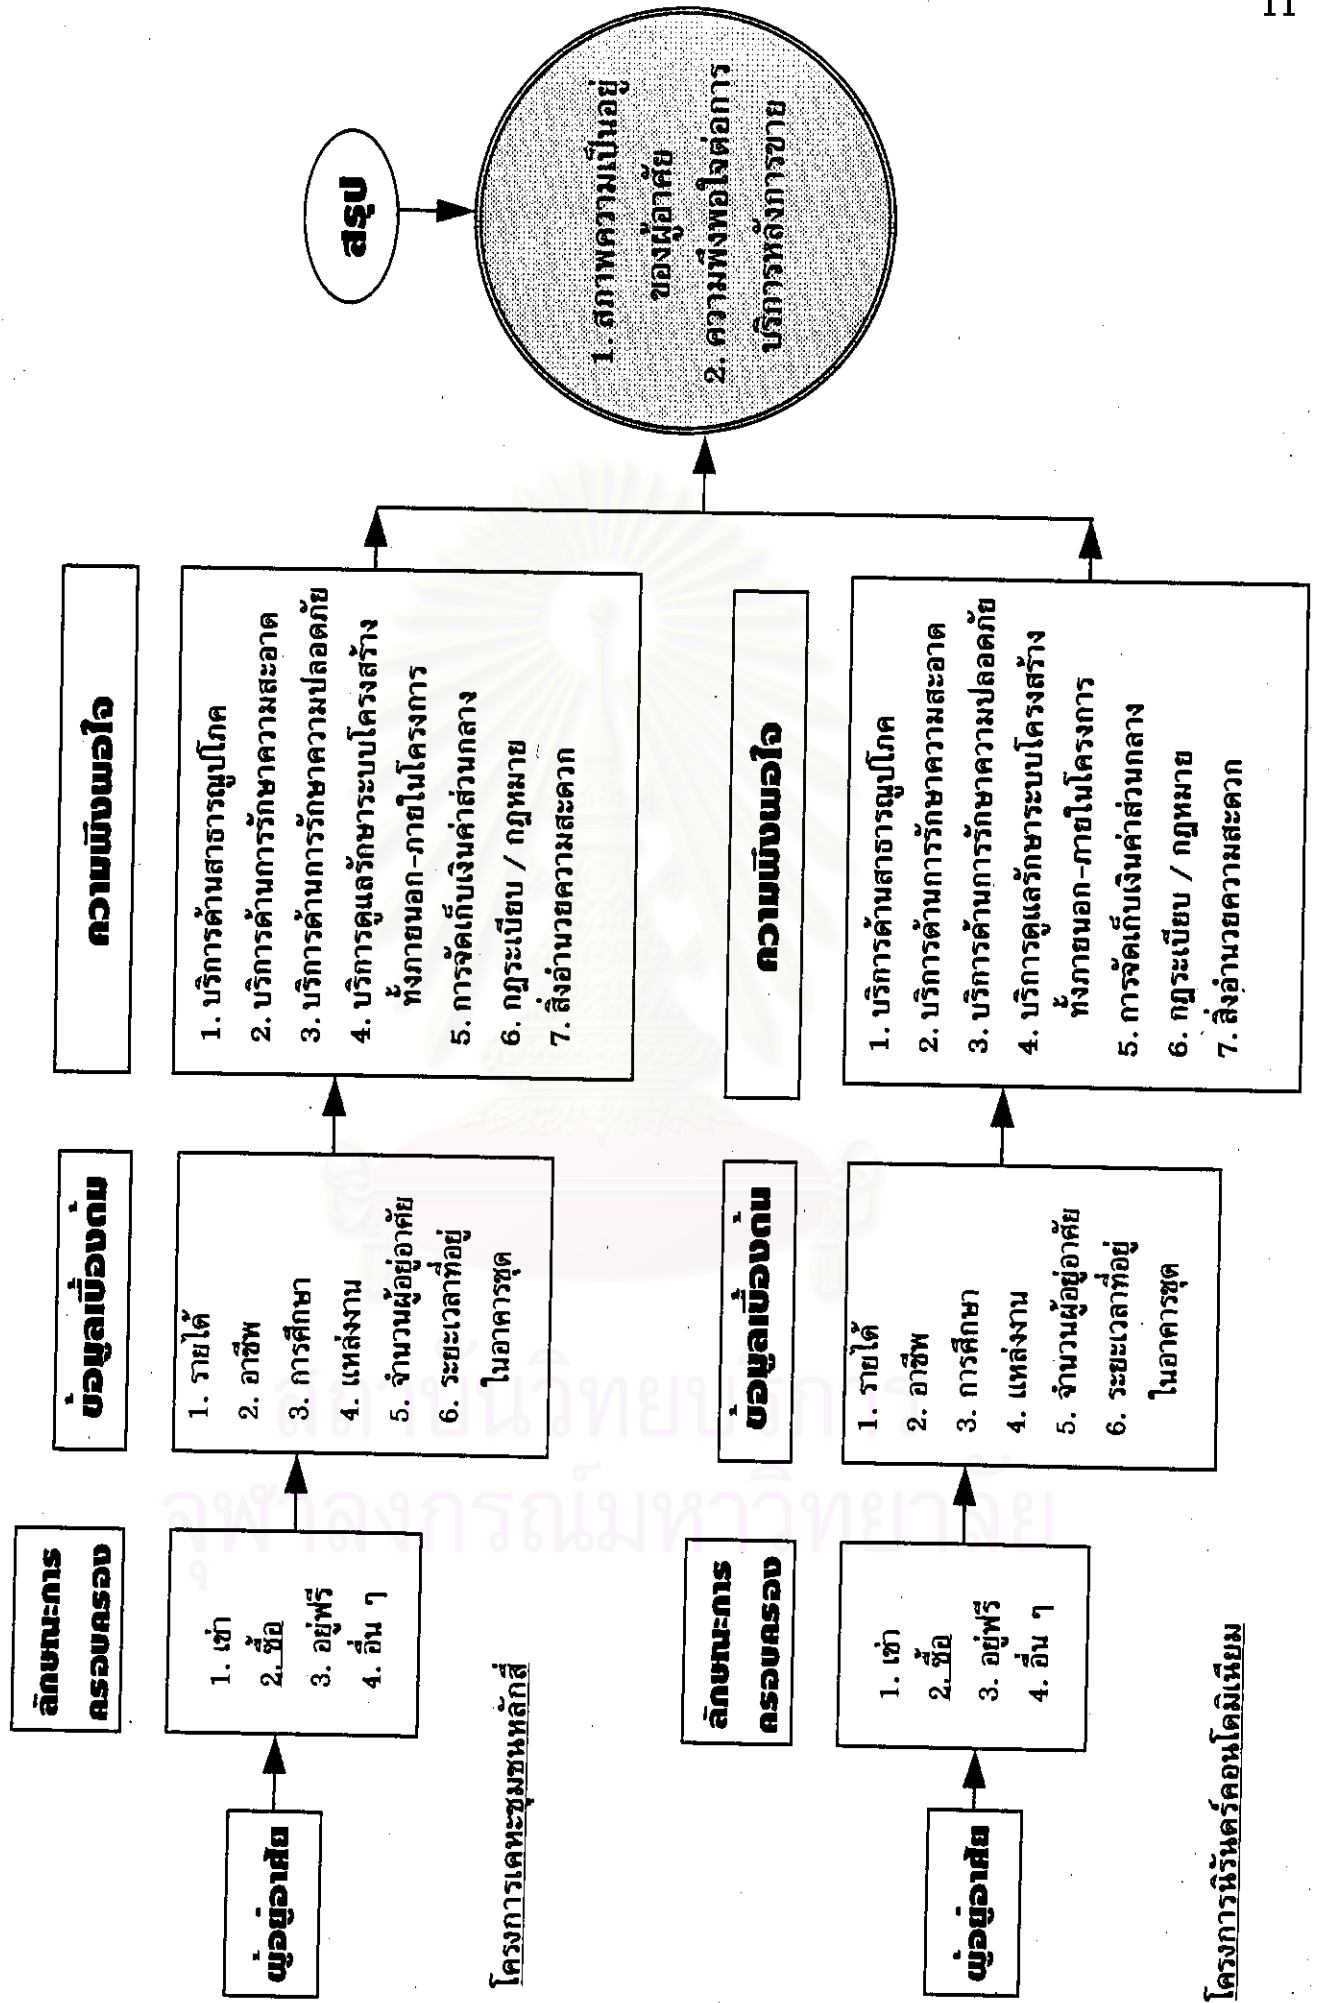 11
ผู้อยู่อาศัย
ลักษณะการ
ครอบครอง
1. เช่า
2. ซื้อ
3. อยู่ฟรี
4. อื่น ๆ
ข้อมูลเบื้องต้น
1. รายได้
2. อาชีพ
3. การศึกษา
4. แหล่งงาน
5. จำนวนผู้อยู่อาศัย
6. ระยะเวลาที่อยู่
ในอาคารชุด
ความพึงพอใจ
1. บริการด้านสาธารณูปโภค
2. บริการด้านการรักษาความสะอาด
3. บริการด้านการรักษาความปลอดภัย
4. บริการดูแลรักษาระบบโครงสร้าง
ทั้งภายนอก-ภายในโครงการ
5. การจัดเก็บเงินค่าส่วนกลาง
6. กฎระเบียบ / กฎหมาย
7. สิ่งอำนวยความสะดวก
โครงการเคหะชุมชนหลักสี่
ผู้อยู่อาศัย
ลักษณะการ
ครอบครอง
1. เช่า
2. ซื้อ
3. อยู่ฟรี
4. อื่น ๆ
ข้อมูลเบื้องต้น
1. รายได้
2. อาชีพ
3. การศึกษา
4. แหล่งงาน
5. จำนวนผู้อยู่อาศัย
6. ระยะเวลาที่อยู่
ในอาคารชุด
ความพึงพอใจ
1. บริการด้านสาธารณูปโภค
2. บริการด้านการรักษาความสะอาด
3. บริการด้านการรักษาความปลอดภัย
4. บริการดูแลรักษาระบบโครงสร้าง
ทั้งภายนอก-ภายในโครงการ
5. การจัดเก็บเงินค่าส่วนกลาง
6. กฎระเบียบ / กฎหมาย
7. สิ่งอำนวยความสะดวก
โครงการนิรันดร์คอนโดมิเนียม
สรุป
1. สภาพความเป็นอยู่
ของผู้อาศัย
2. ความพึงพอใจต่อการ
บริการหลังการขาย
สถาบันวิทยบริการ
จุฬาลงกรณ์มหาวิทยาลัย